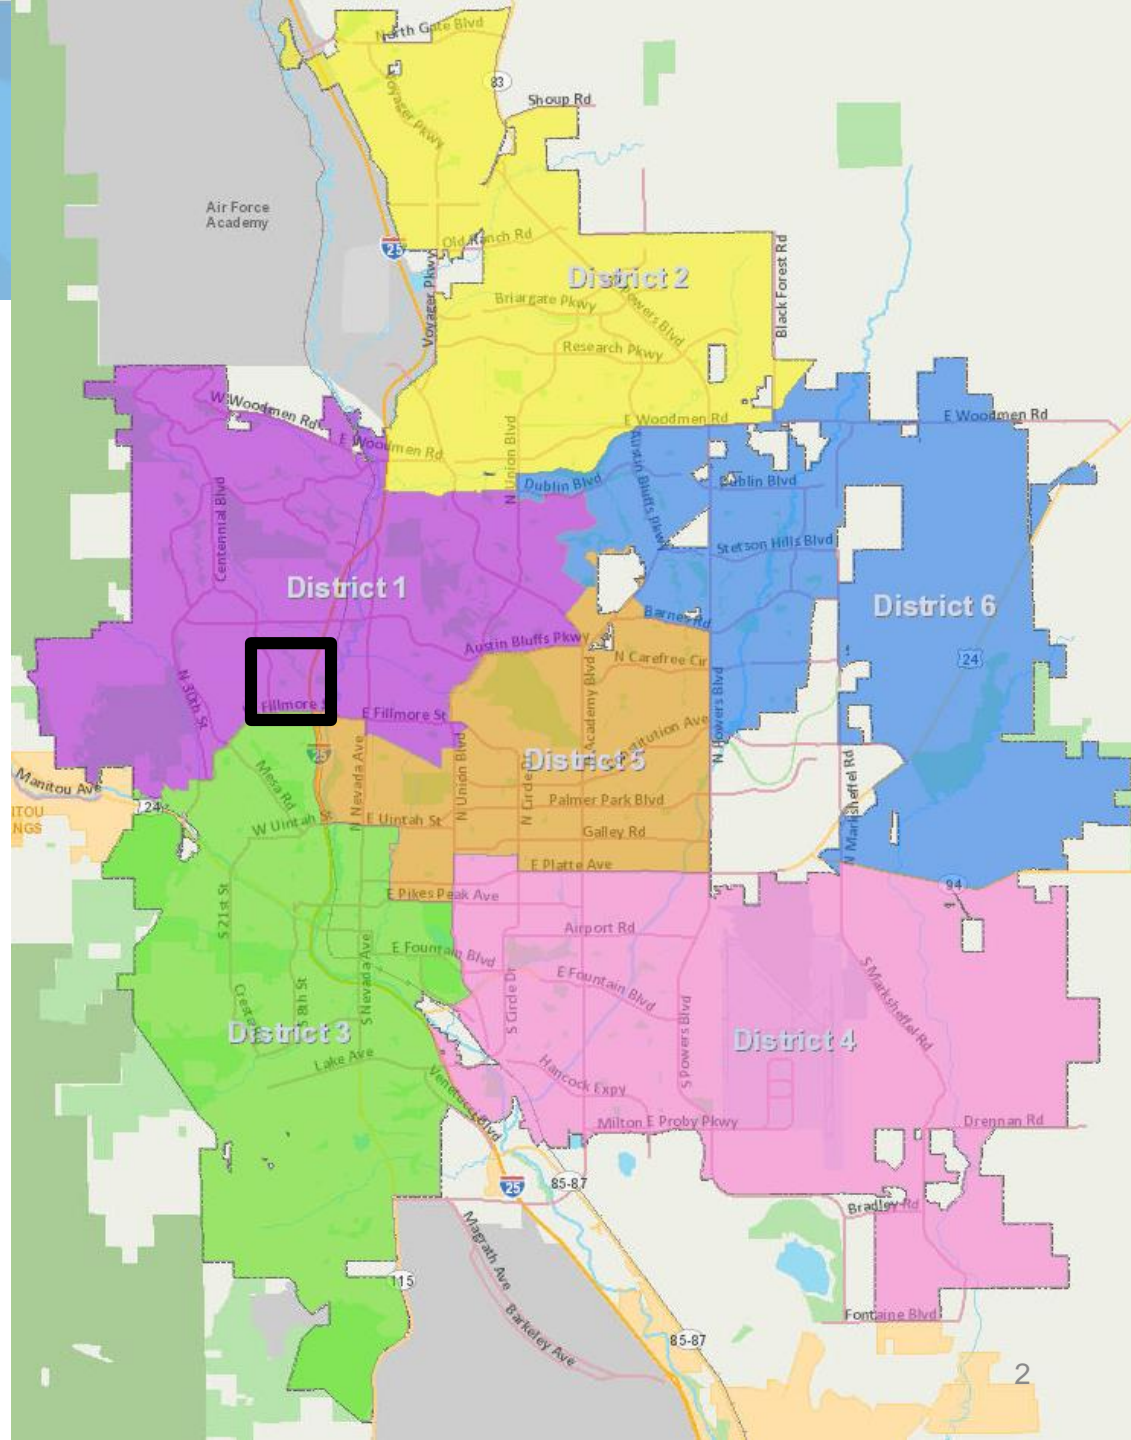 North Gate Blvd
Voyager Pkwy
83
Shoup Rd
Air Force
Academy
25
Old Ranch Rd
Voyager Pkwy
District 2
Briargate Pkwy
Powers Blvd
Black Forest Rd
Research Pkwy
W Woodmen Rd
E Woodmen Rd
E Woodmen Rd
E Woodmen Rd
N Union Blvd
Austin Bluffs Pkwy
Dublin Blvd
Dublin Blvd
Centennial Blvd
Stetson Hills Blvd
District 1
District 6
Barnes Rd
Austin Bluffs Pkwy
N Carefree Cir
24
N 30th St
Fillmore S
E Fillmore St
Academy Blvd
N Powers Blvd
nstitution Ave
25
N Nevada Ave
N Union Blvd
N Circle D
District 5
Mesa Rd
Manitou Ave
ITOU
NGS
24
Palmer Park Blvd
N Marksheffel Rd
W Uintah St
E Uintah St
Galley Rd
E Platte Ave
94
E Pikes Peak Ave
S 21st St
Airport Rd
E Fountain Blvd
E Fountain Blvd
S Nevada Ave
S 8th St
Crest
S Circle Dr
S Powers Blvd
S Marksheffel Rd
District 3
District 4
Lake Ave
Venetucci Blvd
Hancock Expy
Milton E Proby Pkwy
Drennan Rd
25
85-87
Bradley Rd
Magrath Ave
115
Barkeley Ave
Fontaine Blvd
85-87
2